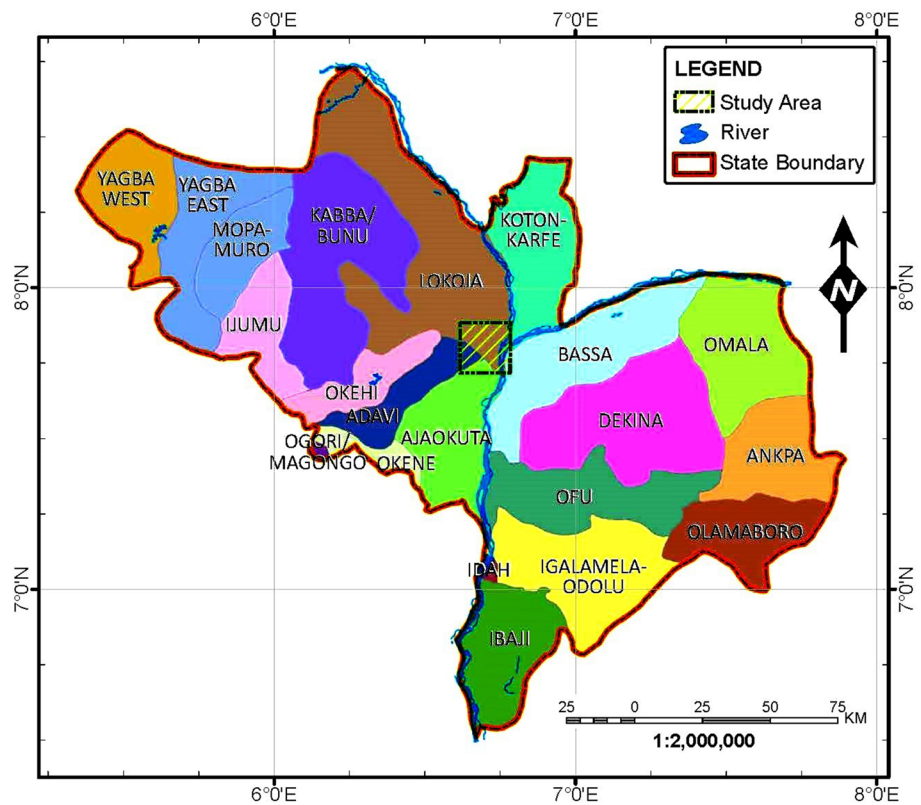 6°0'E 7°0'E 8°0'E
LEGEND
Study Area
River
State Boundary
YAGBA
WEST
YAGBA
EAST
MOPA-
MURO
KABBA/
BUNU
KOTON-
KARFE
LOKOJA
N
8°0'N 8°0'N
IJUMU
BASSA
OMALA
OKEHI
ADAVI
DEKINA
OGORI/
MAGONGO
OKENE
AJAOKUTA
ANKPA
OFU
OLAMABORO
IDAH
IGALAMELA-
ODOLU
7°0'N 7°0'N
IBAJI
25 0 25 50 75
KM
1:2,000,000
6°0'E 7°0'E 8°0'E